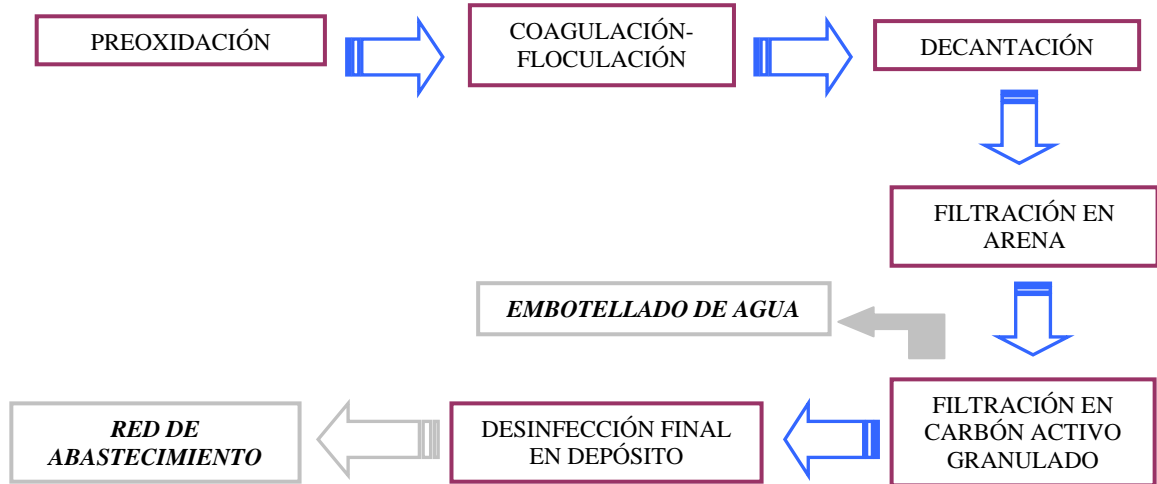 PREOXIDACIÓN
COAGULACIÓN-
FLOCULACIÓN
DECANTACIÓN
FILTRACIÓN EN
ARENA
EMBOTELLADO DE AGUA
FILTRACIÓN EN
CARBÓN ACTIVO
GRANULADO
DESINFECCIÓN FINAL
EN DEPÓSITO
RED DE
ABASTECIMIENTO